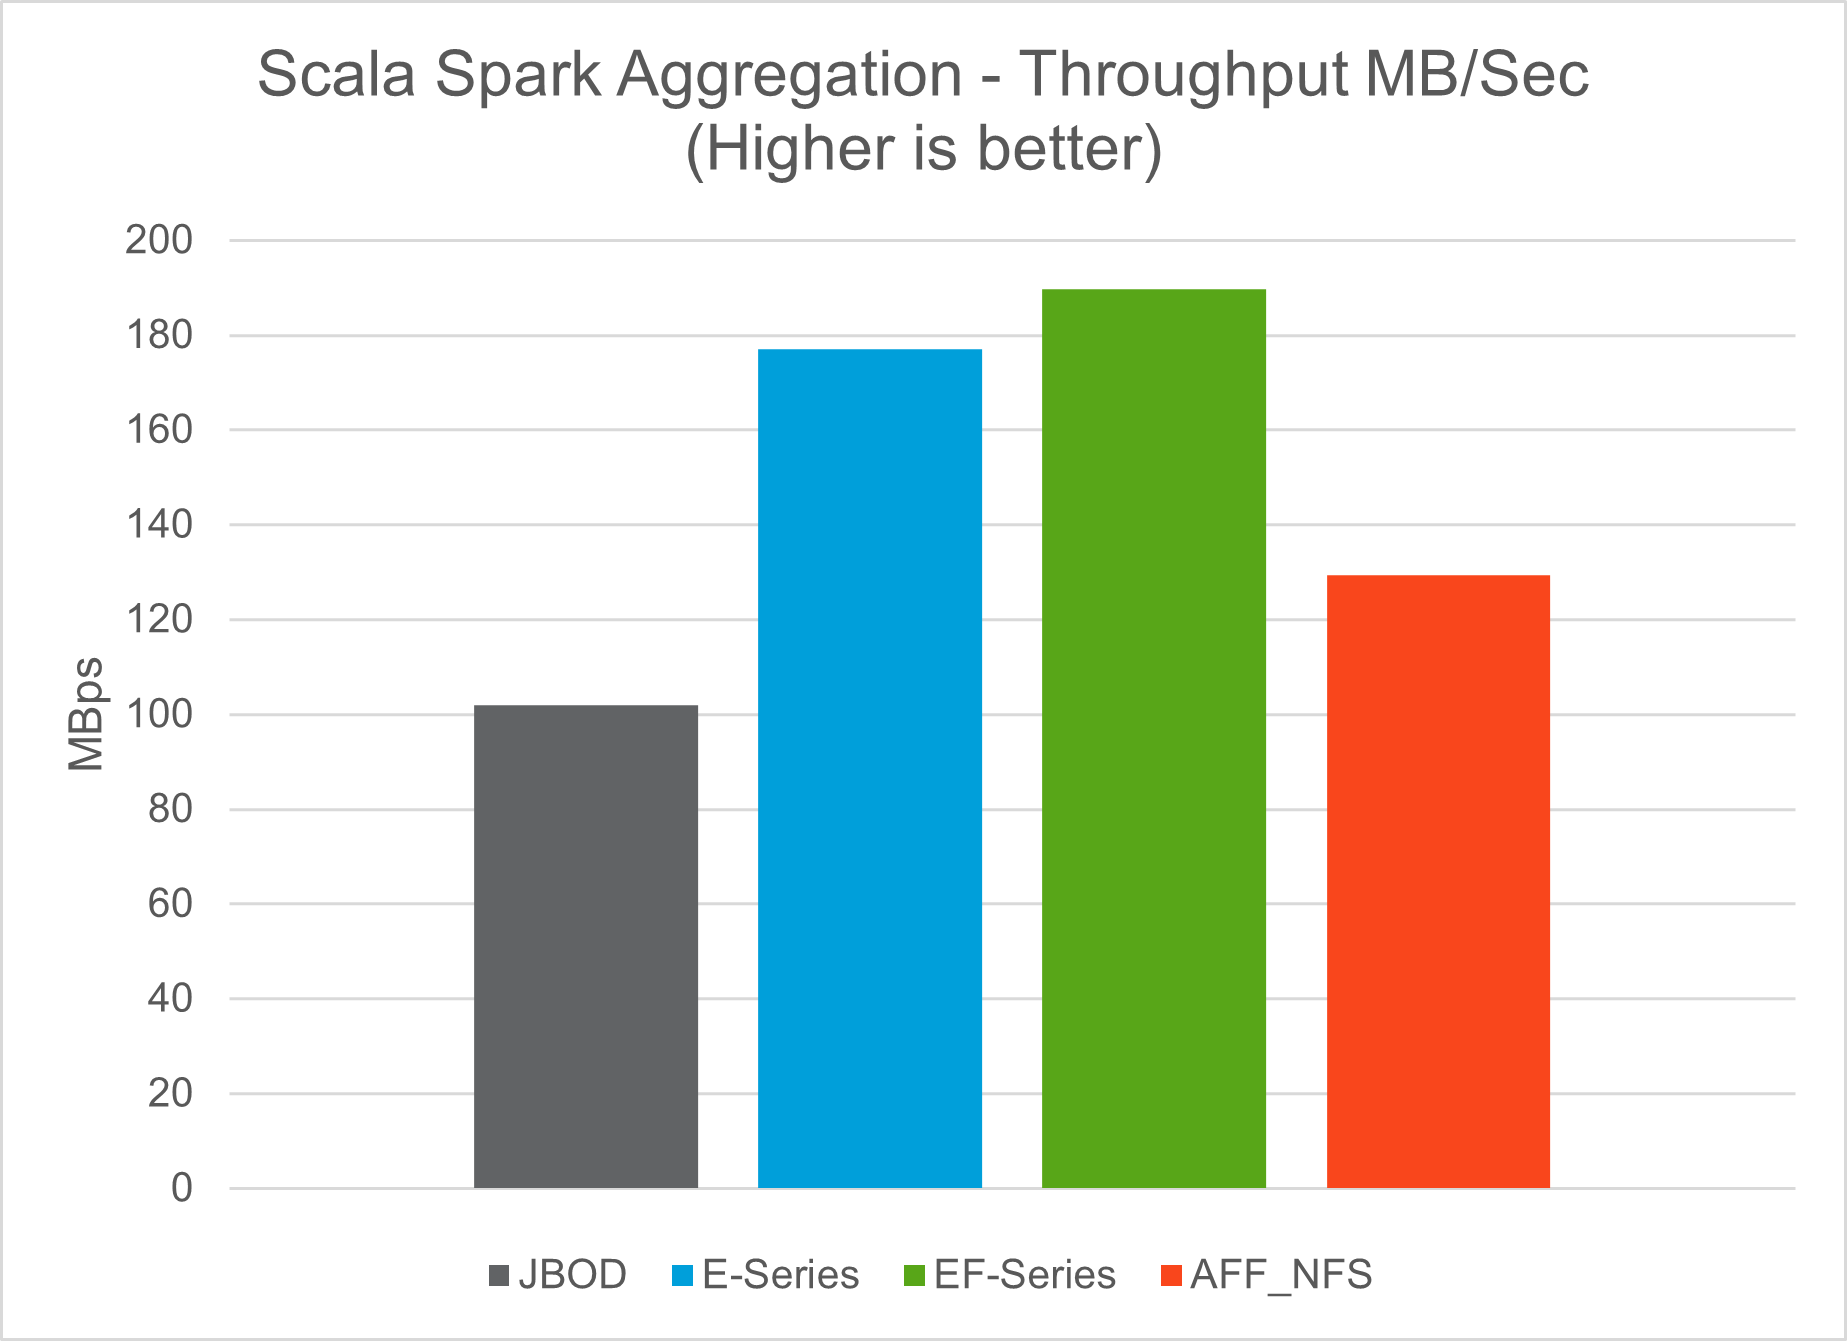 Scala Spark Aggregation - Throughput MB/Sec
(Higher is better)
200
180
160
140
120
100
80
60
40
20
0
MBps
JBOD E-Series EF-Series AFF_NFS